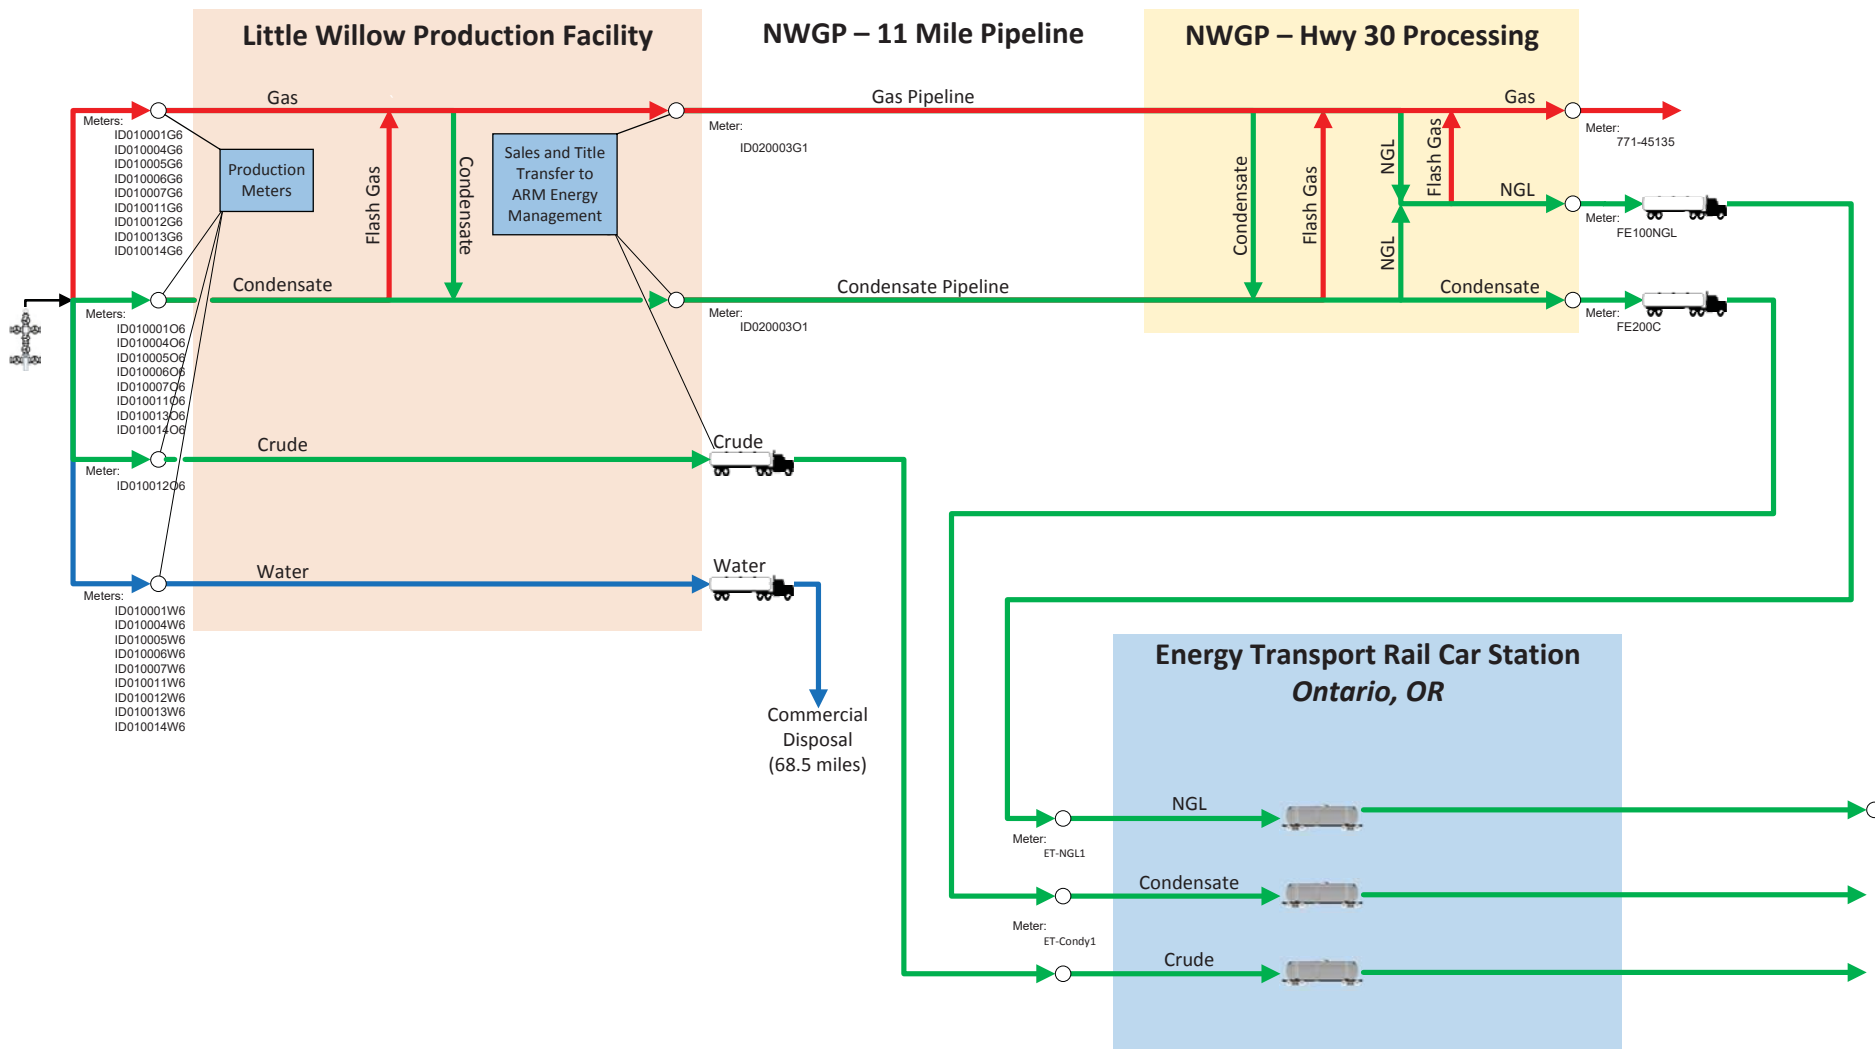 Little Willow Production Facility
NWGP – 11 Mile Pipeline
NWGP – Hwy 30 Processing
Gas
Gas Pipeline
Gas
Meters:
ID010001G6
ID010004G6
ID010005G6
ID010006G6
ID010007G6
ID010011G6
ID010012G6
ID010013G6
ID010014G6
Production
Meters
Flash Gas
Condensate
Sales and Title
Transfer to
ARM Energy
Management
Meter:
ID020003G1
Condensate
Flash Gas
NGL
NGL
Flash Gas
NGL
Meter:
771-45135
Meter:
FE100NGL
Condensate
Condensate Pipeline
Condensate
Meters:
ID010001O6
ID010004O6
ID010005O6
ID010006O6
ID010007O6
ID010011O6
ID010013O6
ID010014O6
Meter:
ID020003O1
Meter:
FE200C
Crude
Crude
Meter:
ID010012O6
Water
Water
Meters:
ID010001W6
ID010004W6
ID010005W6
ID010006W6
ID010007W6
ID010011W6
ID010012W6
ID010013W6
ID010014W6
Commercial
Disposal
(68.5 miles)
Energy Transport Rail Car Station
Ontario, OR
NGL
Meter:
ET-NGL1
Condensate
Meter:
ET-Condy1
Crude